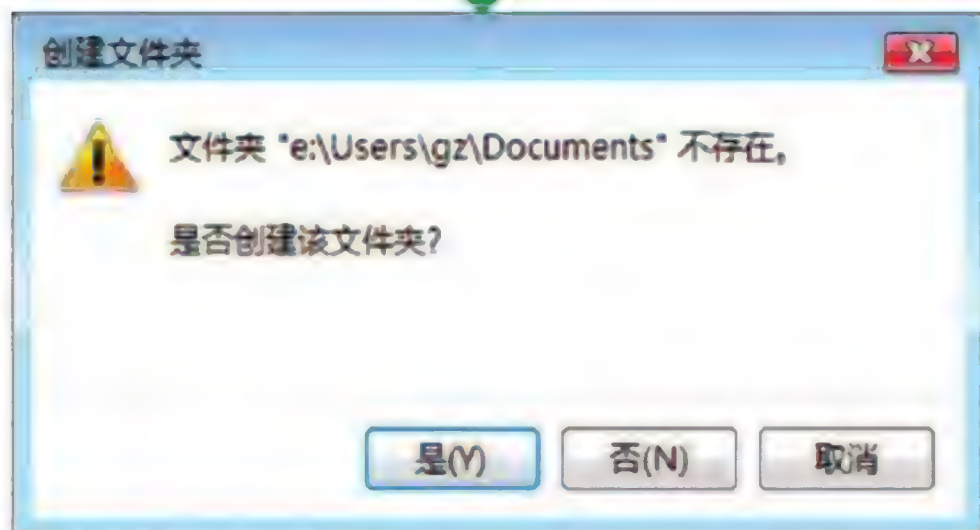 创建文件夹
文件夹 "e:\Users\gz\Documents" 不存在。
是否创建该文件夹?
是(Y)
否(N)
取消